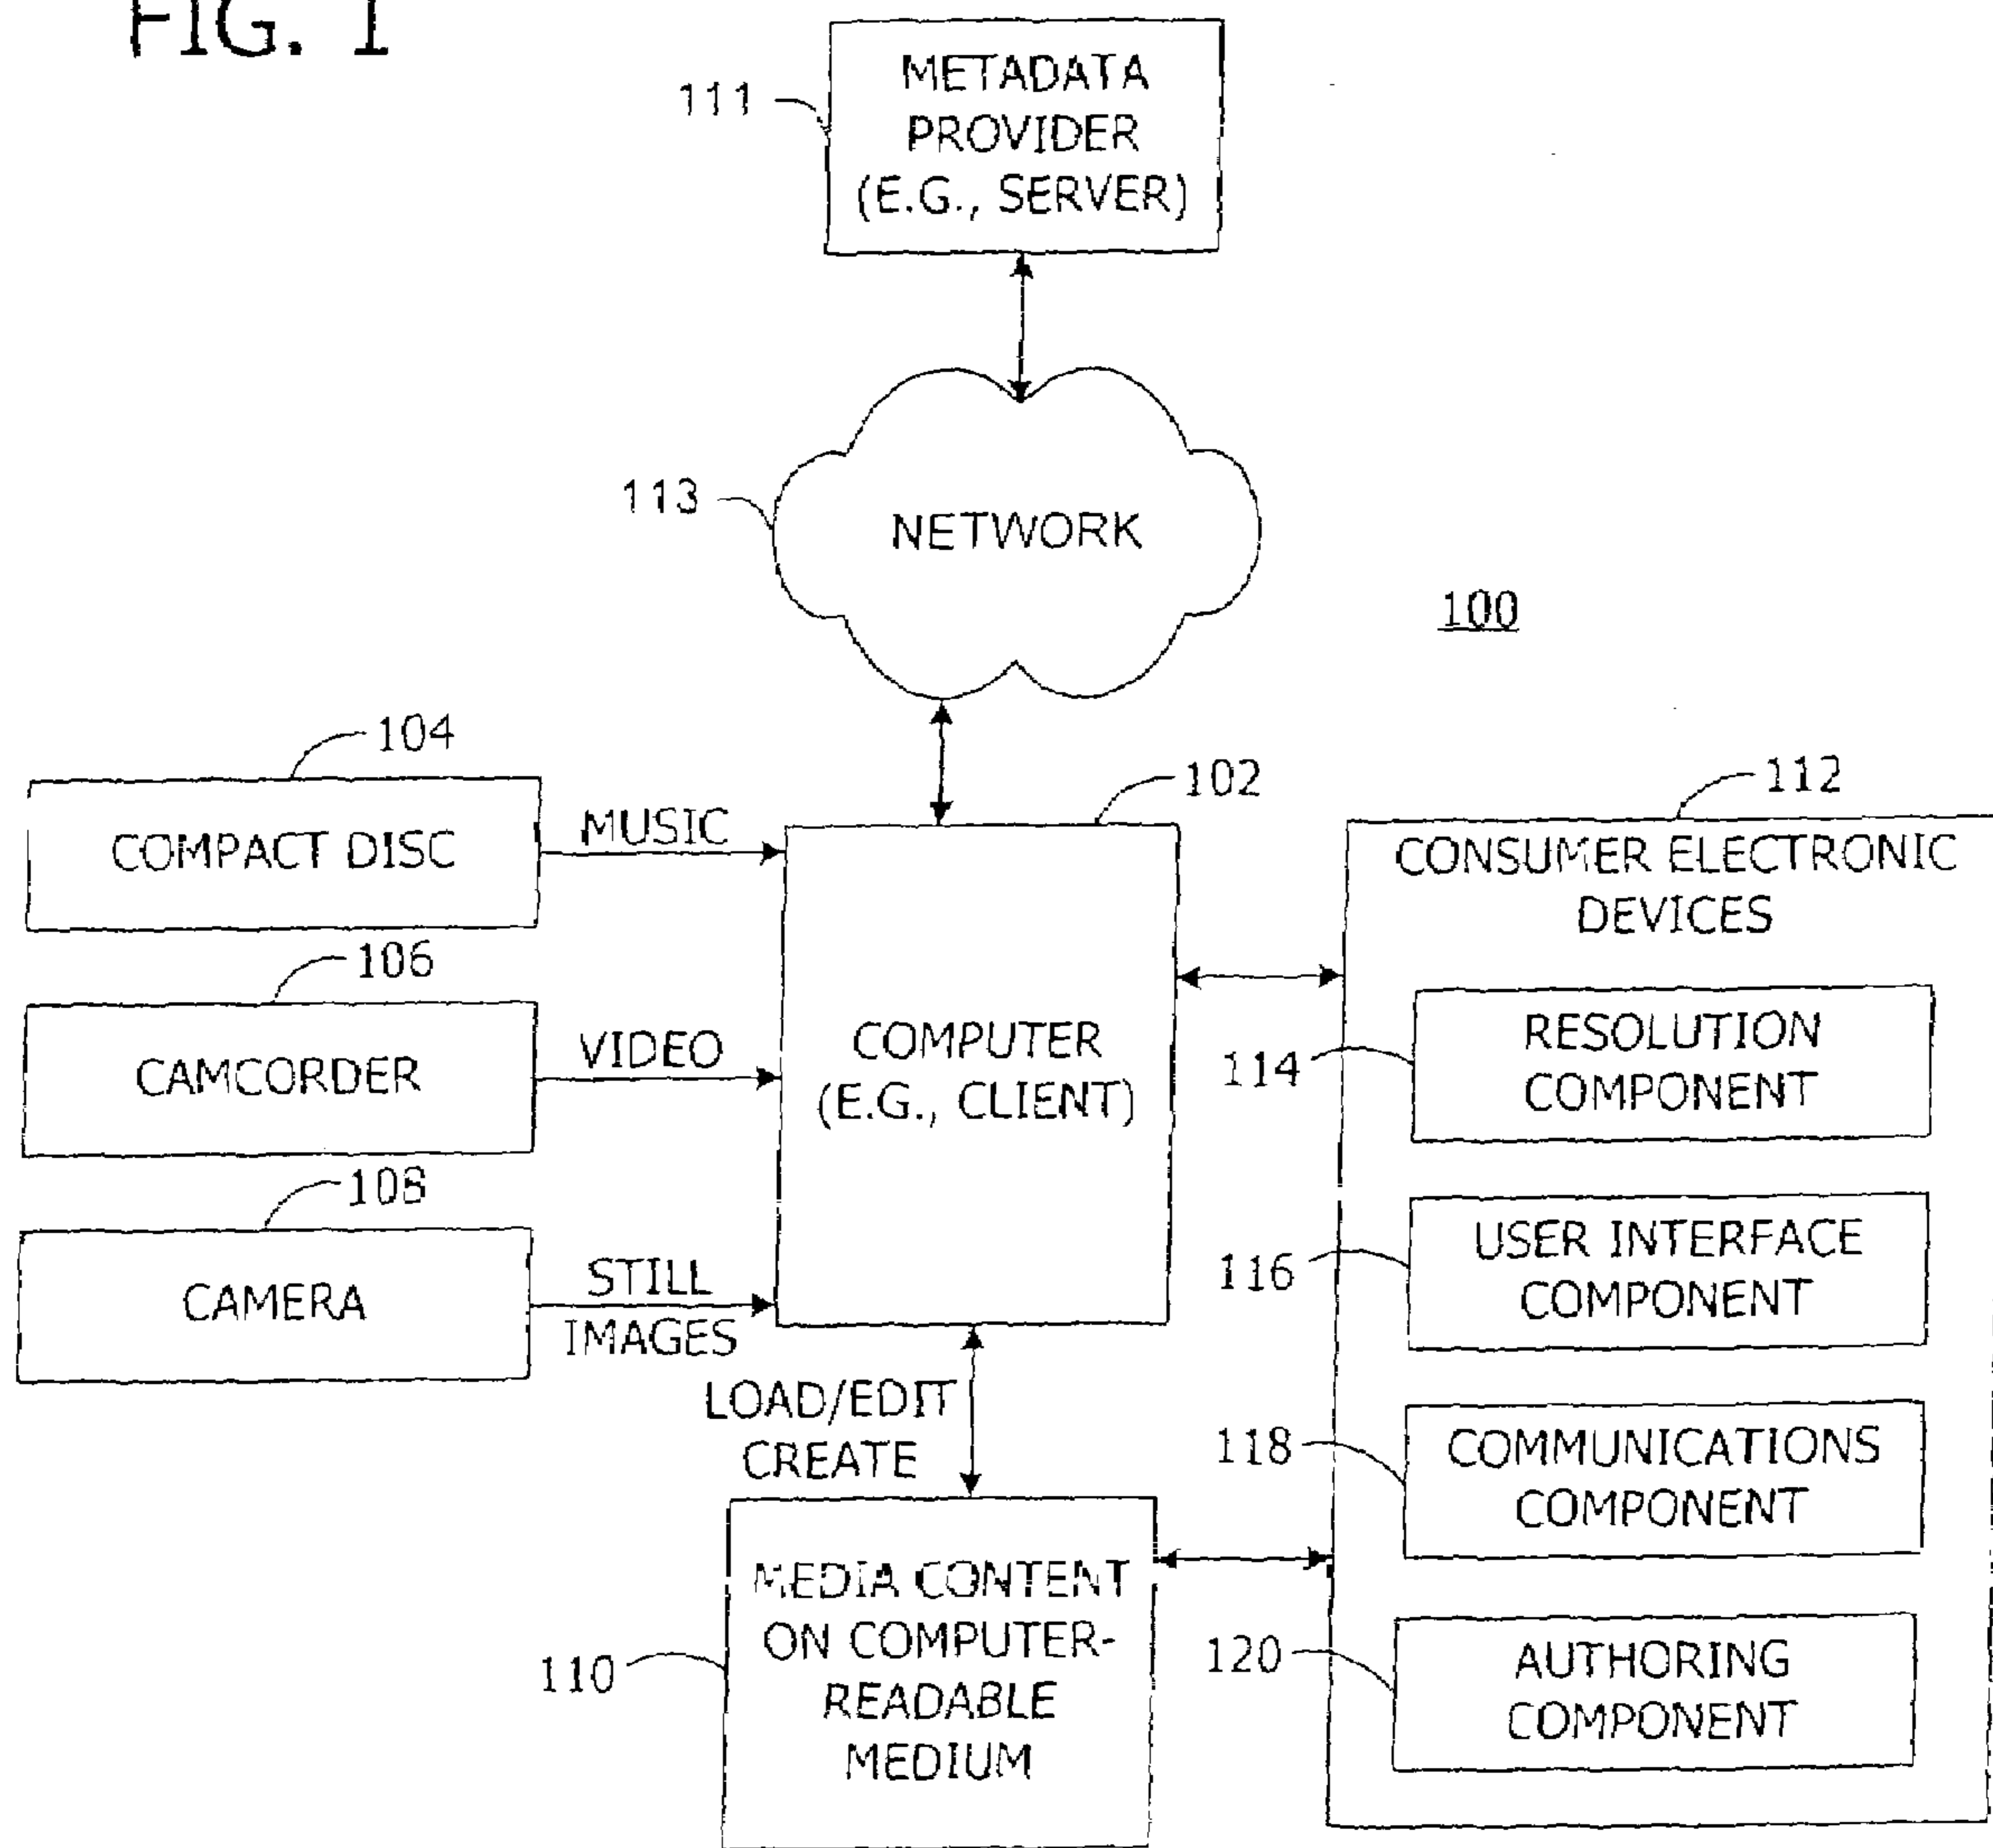 FIG. 1
111
METADATA
PROVIDER
(E.G., SERVER)
113
NETWORK
100
104
COMPACT DISC
MUSIC
102
COMPUTER
(E.G., CLIENT)
112
CONSUMER ELECTRONIC
DEVICES
106
CAMCORDER
VIDEO
114
RESOLUTION
COMPONENT
108
CAMERA
STILL
IMAGES
116
USER INTERFACE
COMPONENT
LOAD/EDIT
CREATE
118
COMMUNICATIONS
COMPONENT
110
MEDIA CONTENT
ON COMPUTER-
READABLE
MEDIUM
120
AUTHORING
COMPONENT